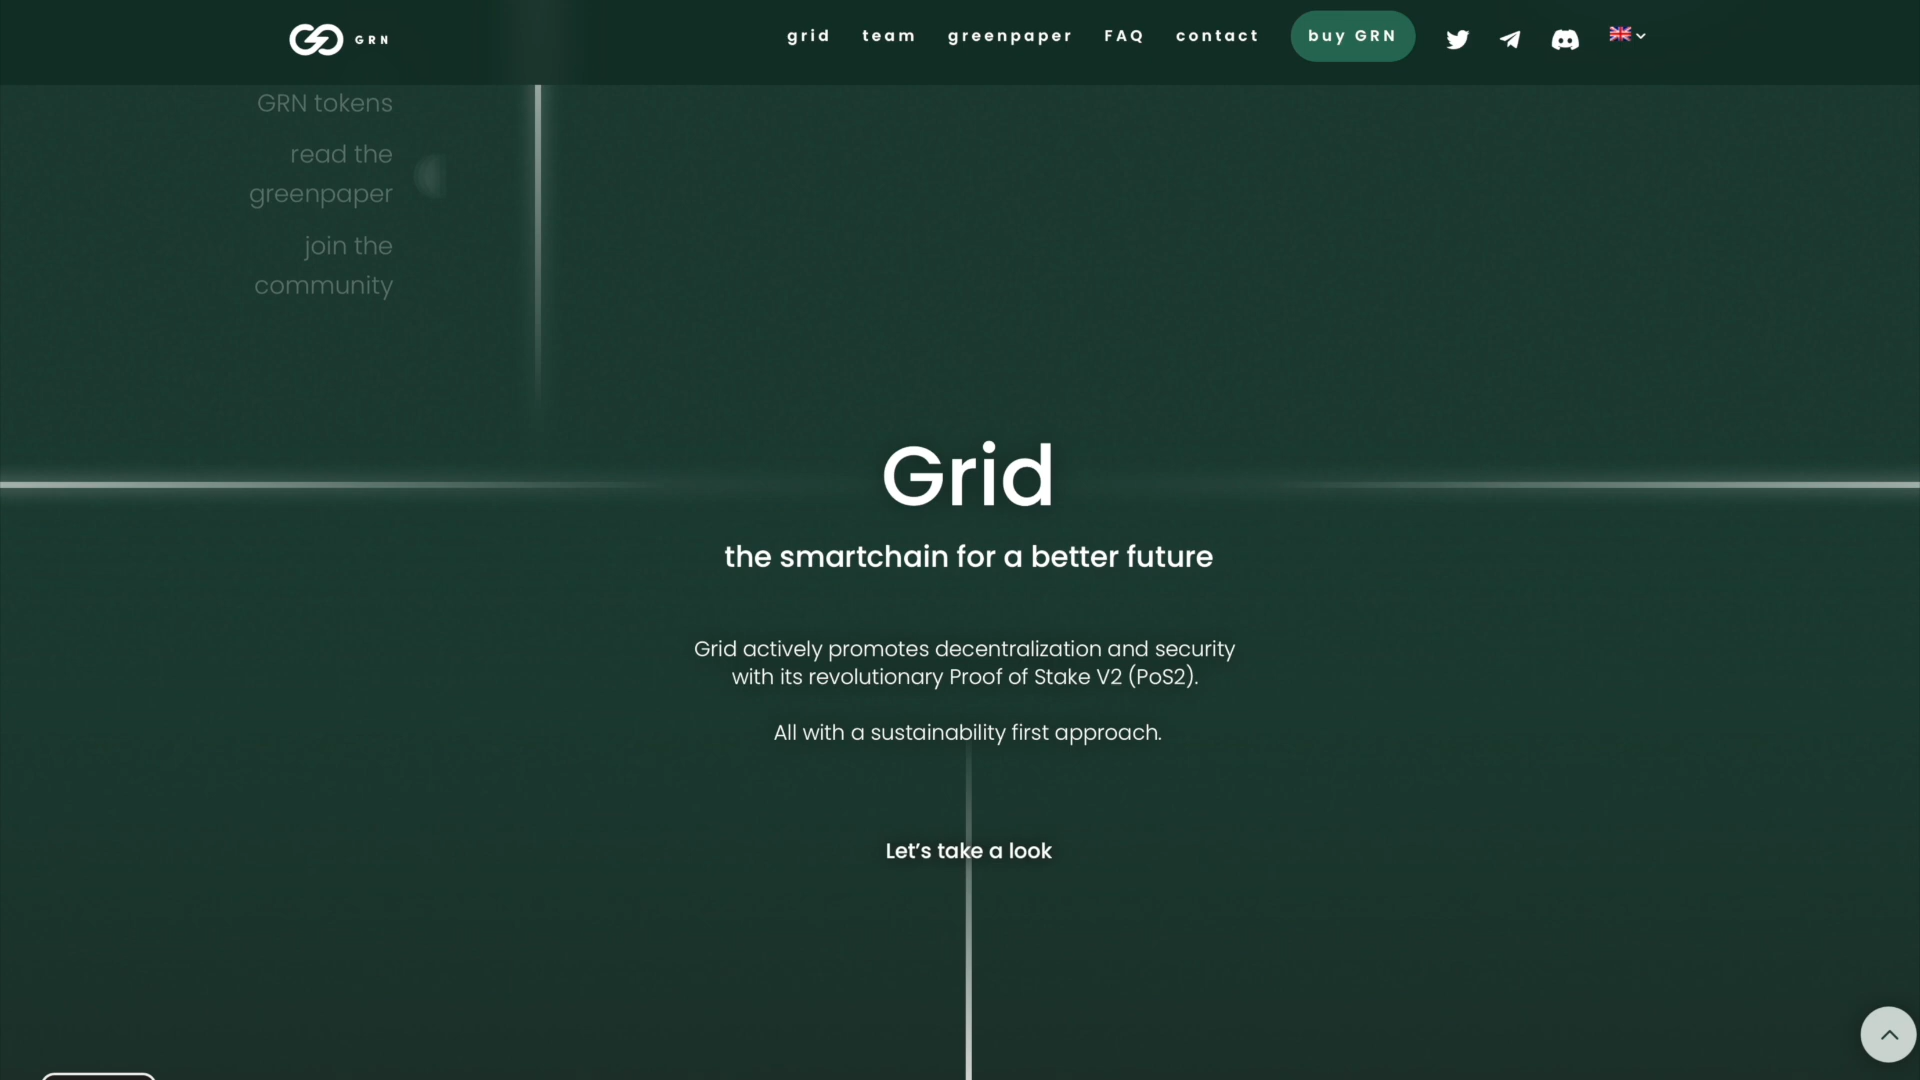 GRN
grid
team
greenpaper
FAQ
contact
buy GRN
GRN tokens
read the
greenpaper
join the
community
Grid
the smartchain for a better future
Grid actively promotes decentralization and security
with its revolutionary Proof of Stake V2 (PoS2).
All with a sustainability first approach.
Let’s take a look